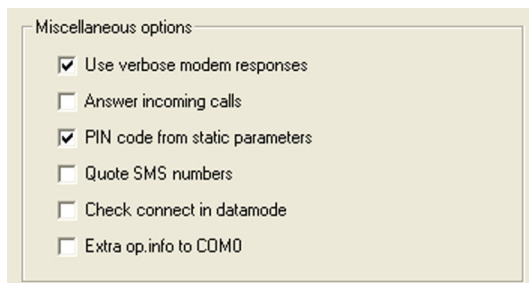 Miscellaneous options
Use verbose modem responses
Answer incoming calls
PIN code from static parameters
Quote SMS numbers
Check connect in datamode
Extra op.info to COM0